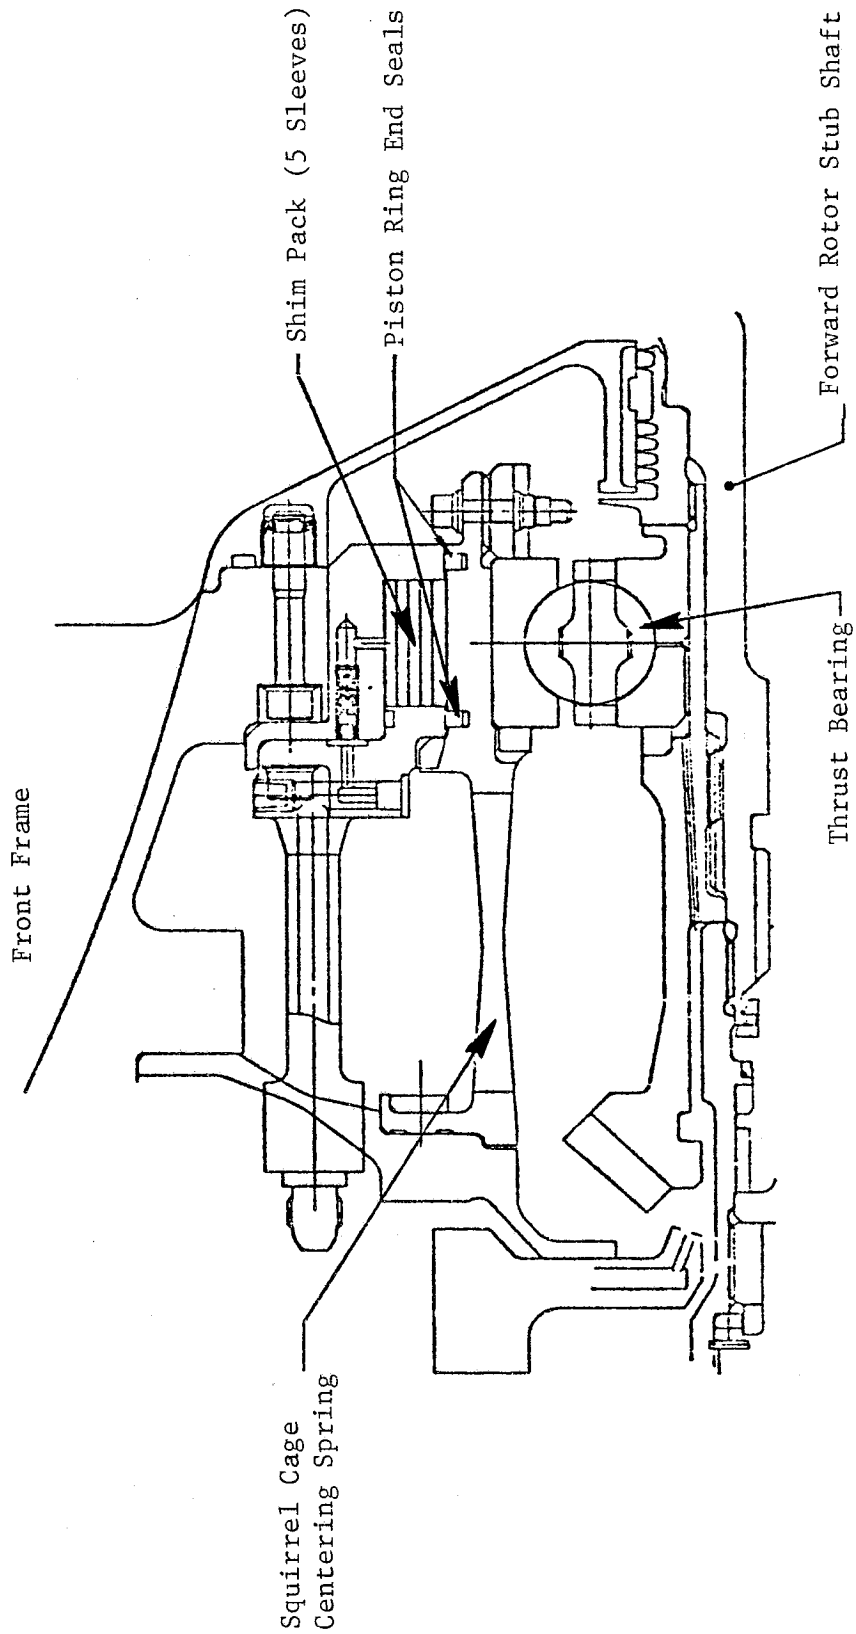 Front Frame
Shim Pack (5 Sleeves)
Piston Ring End Seals
Squirrel Cage
Centering Spring
Thrust Bearing
Forward Rotor Stub Shaft